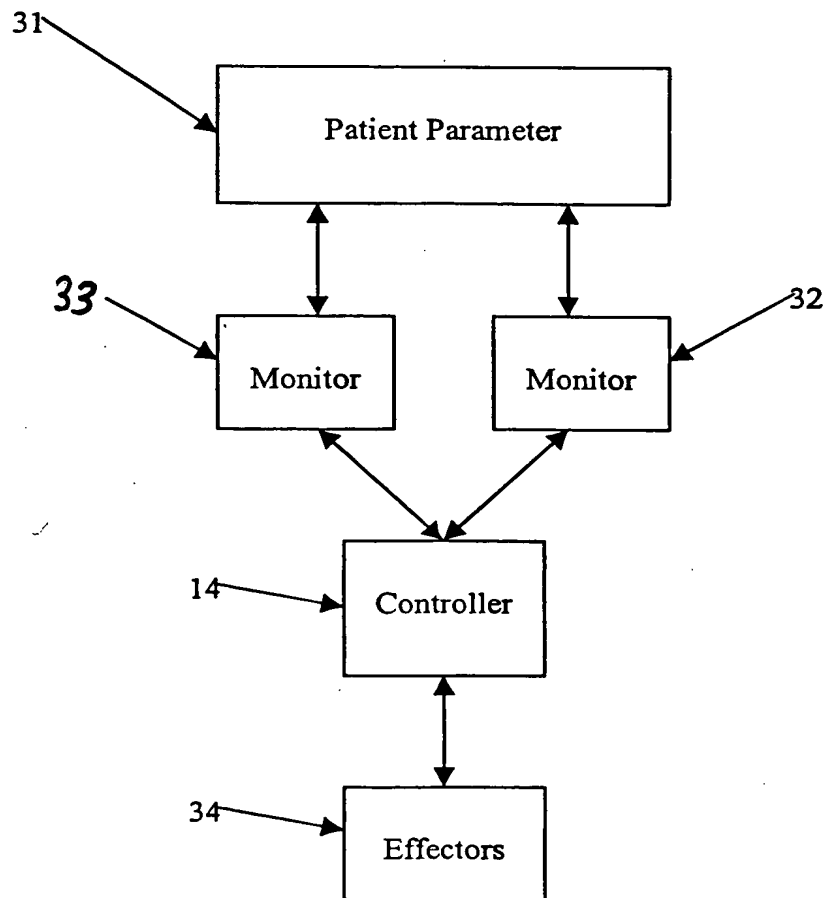 31
Patient Parameter
33
32
Monitor
Monitor
14
Controller
34
Effectors